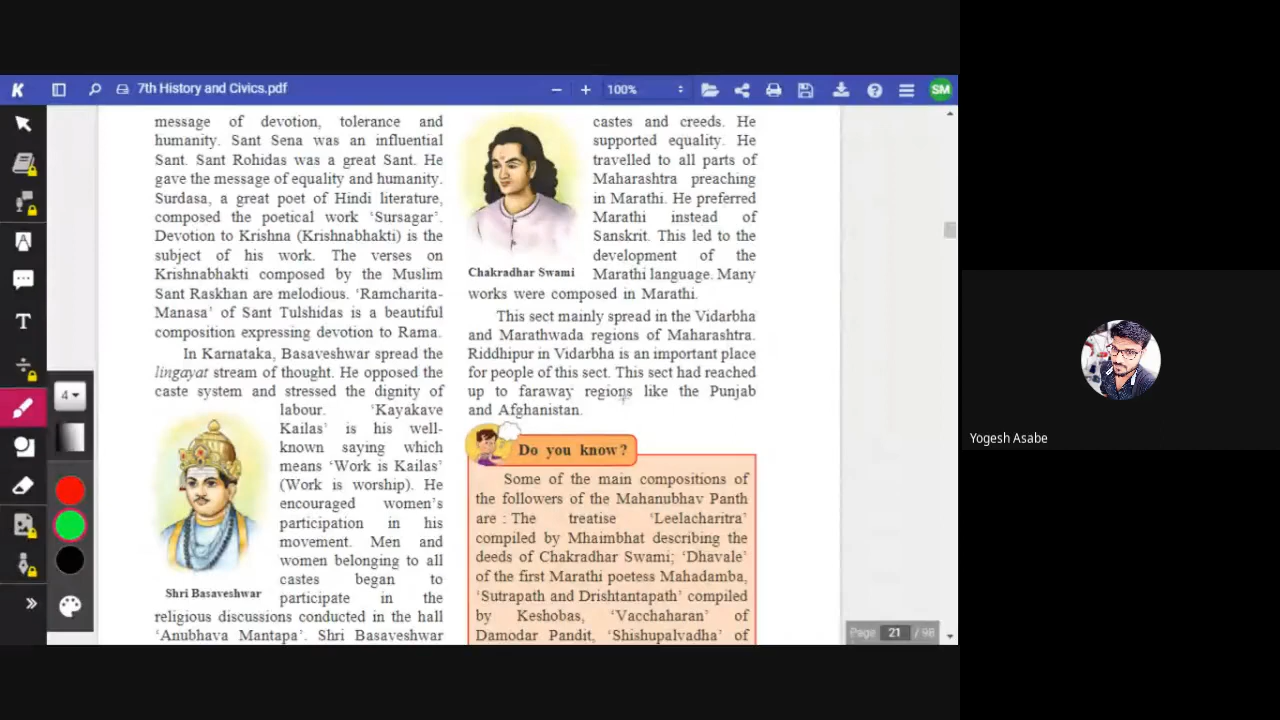 K
7th History and Civics.pdf
100%
SM
message of devotion, tolerance and
humanity. Sant Sena was an influential
Sant. Sant Rohidas was a great Sant. He
gave the message of equality and humanity.
Surdasa, a great poet of Hindi literature,
composed the poetical work ‘Sursagar’.
Devotion to Krishna (Krishnabhakti) is the
subject of his work. The verses on
Krishnabhakti composed by the Muslim
Sant Raskhan are melodious. ‘Ramcharita-
Manasa’ of Sant Tulshidas is a beautiful
composition expressing devotion to Rama.
In Karnataka, Basaveshwar spread the
lingayat stream of thought. He opposed the
caste system and stressed the dignity of
labour. ‘Kayakave
Kailas’ is his well-
known saying which
means ‘Work is Kailas’
(Work is worship). He
encouraged women’s
participation in his
movement. Men and
women belonging to all
castes began to
participate in the
Shri Basaveshwar
religious discussions conducted in the hall
‘Anubhava Mantapa’. Shri Basaveshwar
castes and creeds. He
supported equality. He
travelled to all parts of
Maharashtra preaching
in Marathi. He preferred
Marathi instead of
Sanskrit. This led to the
development of the
Marathi language. Many
Chakradhar Swami
works were composed in Marathi.
This sect mainly spread in the Vidarbha
and Marathwada regions of Maharashtra.
Riddhipur in Vidarbha is an important place
for people of this sect. This sect had reached
up to faraway regions like the Punjab
and Afghanistan.
Do you know?
Some of the main compositions of
the followers of the Mahanubhav Panth
are : The treatise ‘Leelacharitra’
compiled by Mhaimbhat describing the
deeds of Chakradhar Swami; ‘Dhavale’
of the first Marathi poetess Mahadamba,
‘Sutrapath and Drishtantapath’ compiled
by Keshobas, ‘Vacchaharan’ of
Damodar Pandit, ‘Shishupalvadha’ of
4
T
Page 21 / 98
Yogesh Asabe